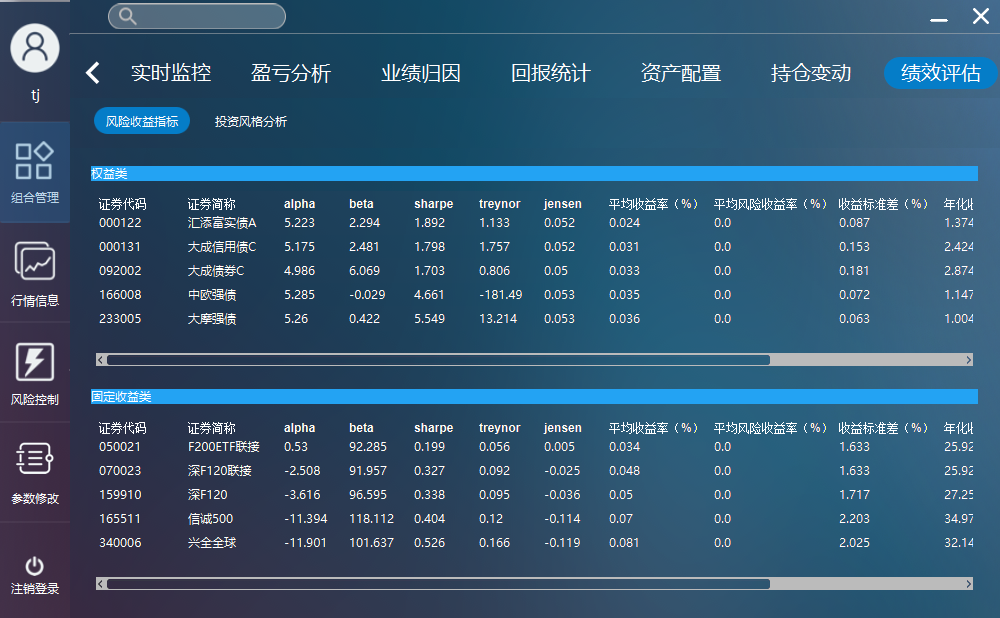 tj
组合管理
行情信息
风险控制
参数修改
注销登录
实时监控 盈亏分析 业绩归因 回报统计 资产配置 持仓变动 绩效评估
风险收益指标 投资风格分析
权益类
证券代码 证券简称 alpha beta sharpe treynor jensen 平均收益率（%） 平均风险收益率（%） 收益标准差（%） 年化
000122 汇添富实债A 5.223 2.294 1.892 1.133 0.052 0.024 0.0 0.087 1.374
000131 大成信用债C 5.175 2.481 1.798 1.757 0.052 0.031 0.0 0.153 2.424
092002 大成债券C 4.986 6.069 1.703 0.806 0.05 0.033 0.0 0.181 2.874
166008 中欧强债 5.285 -0.029 4.661 -181.49 0.053 0.035 0.0 0.072 1.147
233005 大摩强债 5.26 0.422 5.549 13.214 0.053 0.036 0.0 0.063 1.004
固定收益类
证券代码 证券简称 alpha beta sharpe treynor jensen 平均收益率（%） 平均风险收益率（%） 收益标准差（%） 年化
050021 F200ETF联接 0.53 92.285 0.199 0.056 0.005 0.034 0.0 1.633 25.92
070023 深F120联接 -2.508 91.957 0.327 0.092 -0.025 0.048 0.0 1.633 25.92
159910 深F120 -3.616 96.595 0.338 0.095 -0.036 0.05 0.0 1.717 27.25
165511 信诚500 -11.394 118.112 0.404 0.12 -0.114 0.07 0.0 2.203 34.97
340006 兴全全球 -11.901 101.637 0.526 0.166 -0.119 0.081 0.0 2.025 32.14